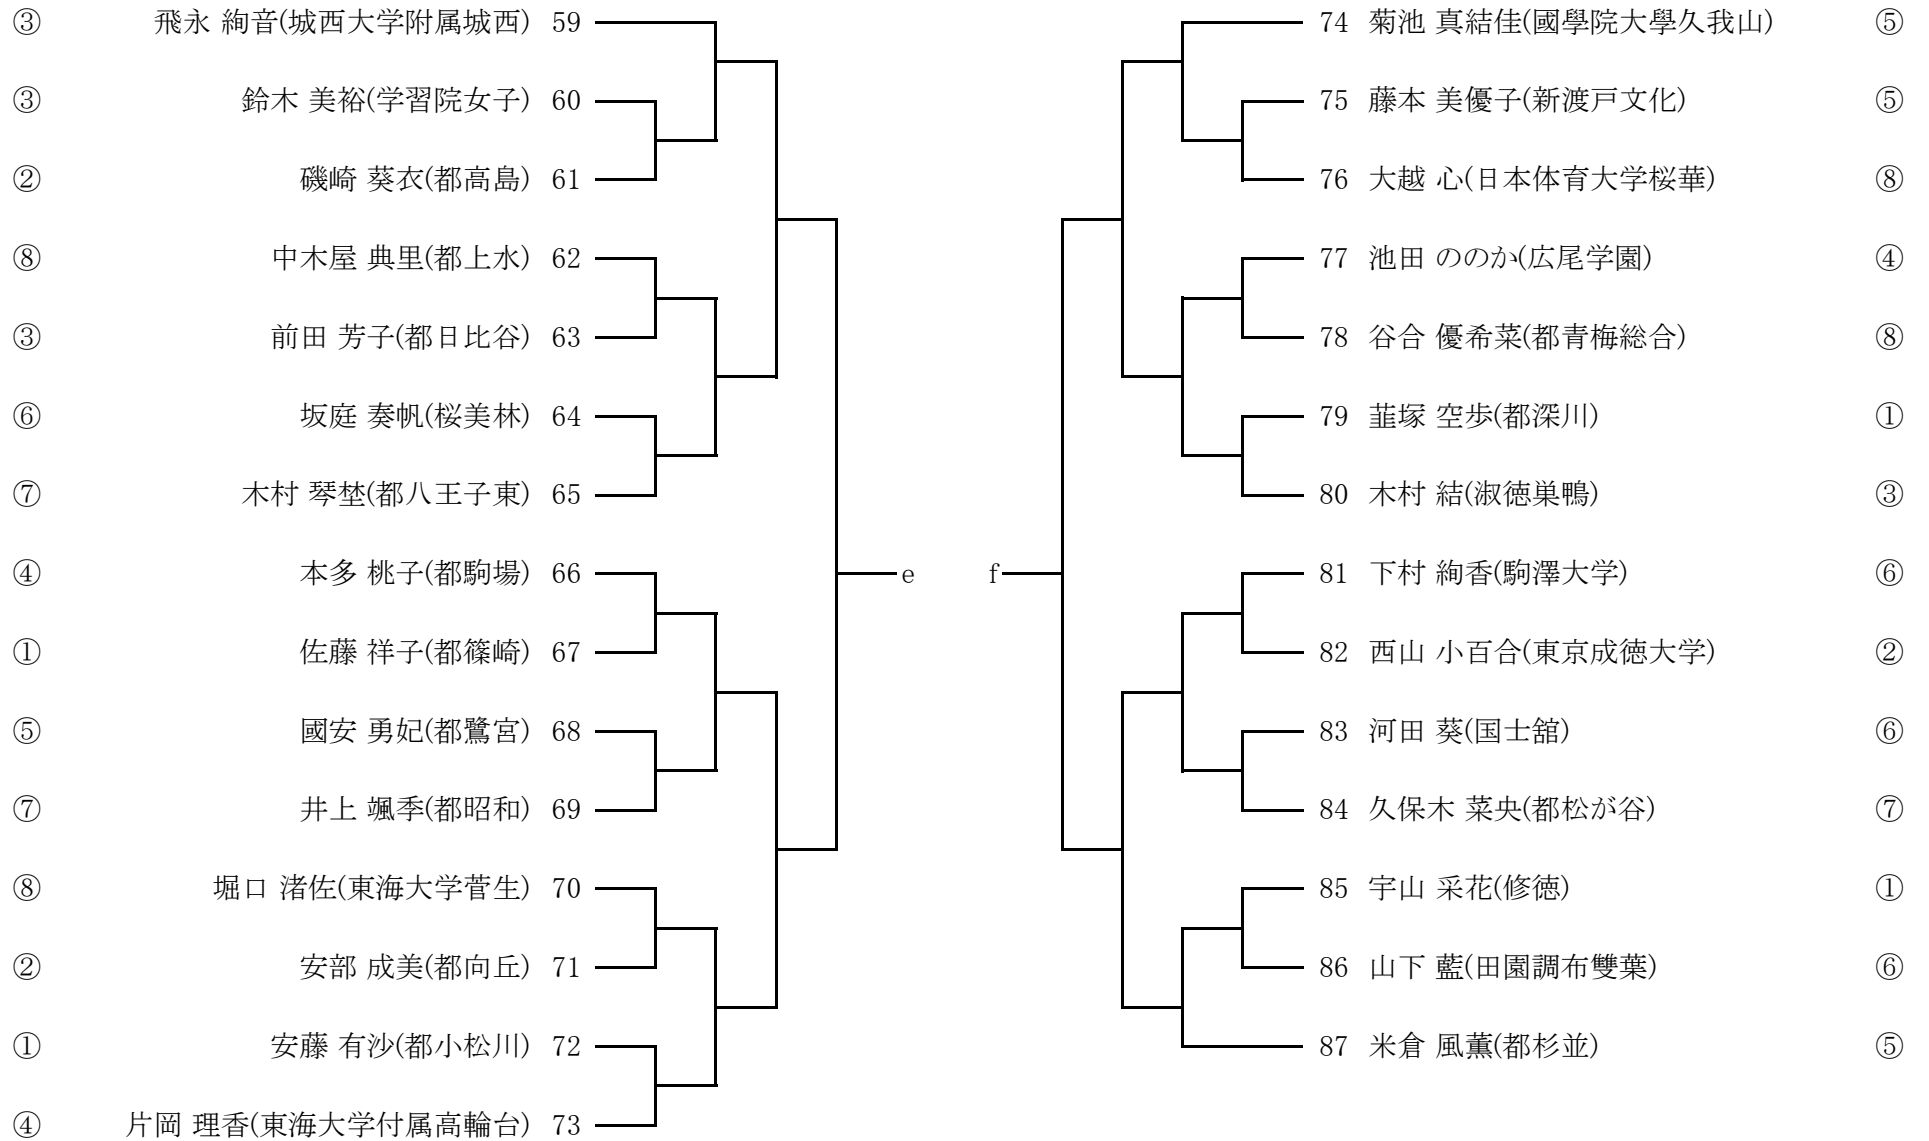 ③ 飛永 絢音(城西大学附属城西) 59 74 菊池 真結佳(國學院大學久我山) ⑤
③ 鈴木 美裕(学習院女子) 60 75 藤本 美優子(新渡戸文化) ⑤
② 磯崎 葵衣(都高島) 61 76 大越 心(日本体育大学桜華) ⑧
⑧ 中木屋 典里(都上水) 62 77 池田 ののか(広尾学園) ④
③ 前田 芳子(都日比谷) 63 78 谷合 優希菜(都青梅総合) ⑧
⑥ 坂庭 奏帆(桜美林) 64 79 韮塚 空歩(都深川) ①
⑦ 木村 琴埜(都八王子東) 65 80 木村 結(淑徳巣鴨) ③
④ 本多 桃子(都駒場) 66 e f 81 下村 絢香(駒澤大学) ⑥
① 佐藤 祥子(都篠崎) 67 82 西山 小百合(東京成徳大学) ②
⑤ 國安 勇妃(都鷺宮) 68 83 河田 葵(国士舘) ⑥
⑦ 井上 颯季(都昭和) 69 84 久保木 菜央(都松が谷) ⑦
⑧ 堀口 渚佐(東海大学菅生) 70 85 宇山 采花(修徳) ①
② 安部 成美(都向丘) 71 86 山下 藍(田園調布雙葉) ⑥
① 安藤 有沙(都小松川) 72 87 米倉 風薫(都杉並) ⑤
④ 片岡 理香(東海大学付属高輪台) 73